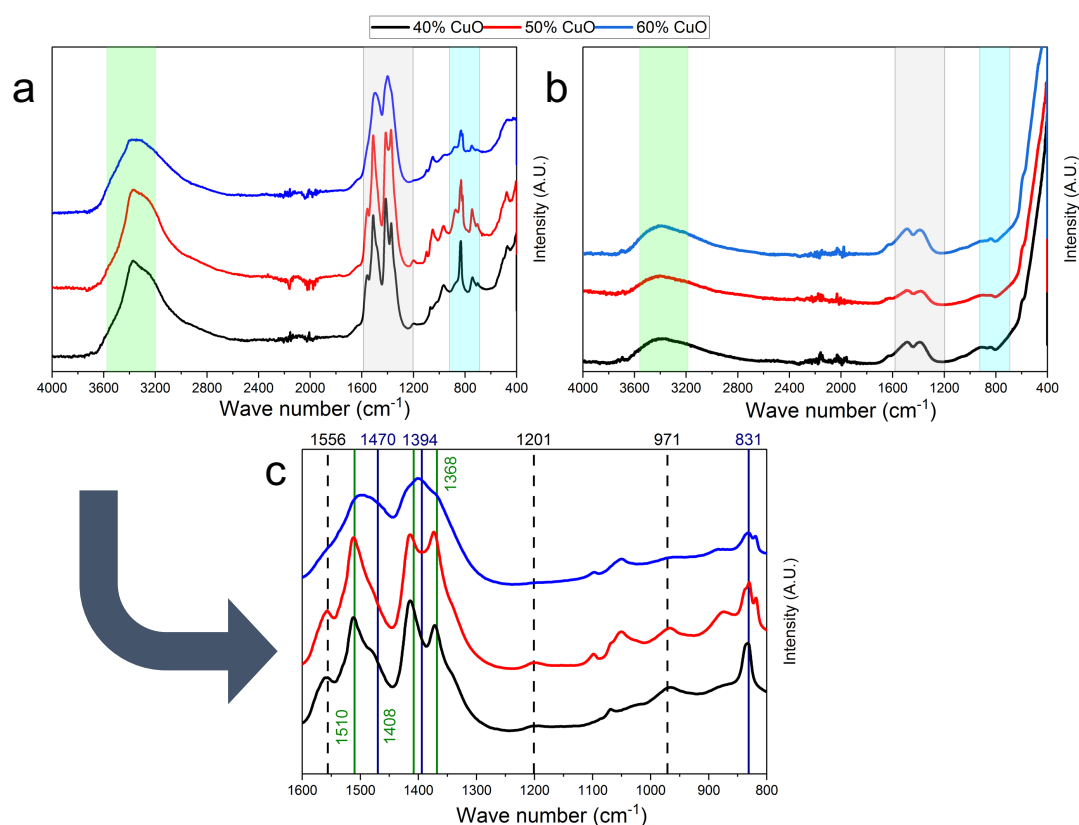 40% CuO 50% CuO 60% CuO
a
Intensity (A.U.)
4000 3600 3200 2800 2400 2000 1600 1200 800 400
Wave number (cm⁻¹)
b
Intensity (A.U.)
4000 3600 3200 2800 2400 2000 1600 1200 800 400
Wave number (cm⁻¹)
1556 1470 1394 1201 971 831
c
1368
1510
1408
Intensity (A.U.)
1600 1500 1400 1300 1200 1100 1000 900 800
Wave number (cm⁻¹)